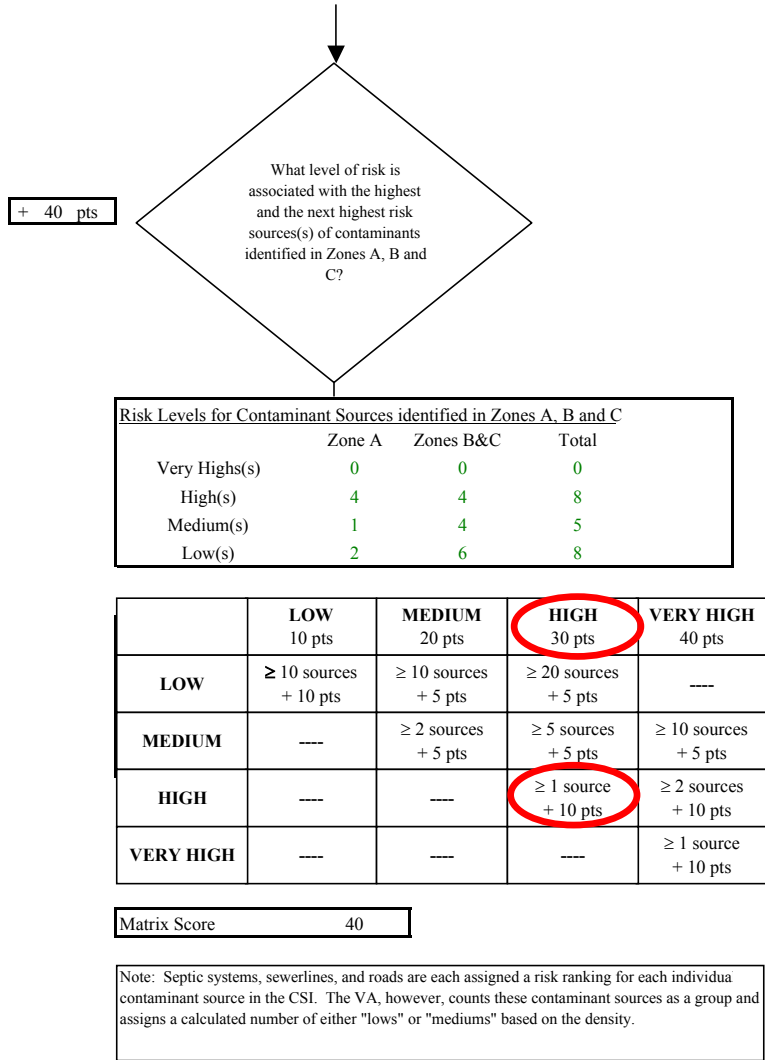 What level of risk is
associated with the highest
+ 40 pts
and the next highest risk
sources(s) of contaminants
identified in Zones A, B and
C?
Risk Levels for Contaminant Sources identified in Zones A, B and C
Zone A Zones B&C Total
Very Highs(s) 0 0 0
High(s) 4 4 8
Medium(s) 1 4 5
Low(s) 2 6 8
LOW MEDIUM HIGH VERY HIGH
10 pts 20 pts 30 pts 40 pts
LOW ≥ 10 sources ≥ 10 sources ≥ 20 sources ----
+ 10 pts + 5 pts + 5 pts
MEDIUM ---- ≥ 2 sources ≥ 5 sources ≥ 10 sources
+ 5 pts + 5 pts + 5 pts
HIGH ---- ---- ≥ 1 source ≥ 2 sources
+ 10 pts + 10 pts
VERY HIGH ---- ---- ---- ≥ 1 source
+ 10 pts
Matrix Score 40
Note: Septic systems, sewerlines, and roads are each assigned a risk ranking for each individua
contaminant source in the CSI. The VA, however, counts these contaminant sources as a group and
assigns a calculated number of either "lows" or "mediums" based on the density.